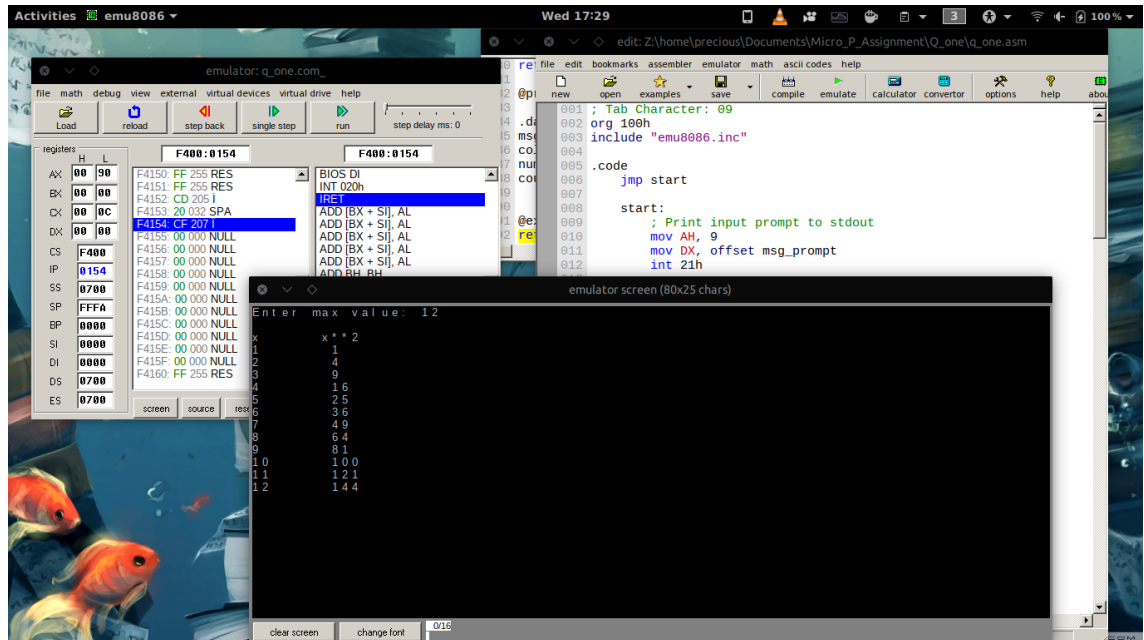 Activities emu8086 Wed 17:29 3 100 %
edit: Z:\home\precious\Documents\Micro_P_Assignment\Q_one\q_one.asm
file edit bookmarks assembler emulator math ascii codes help
new open examples save compile emulate calculator convertor options help abou
001 ; Tab Character: 09
002 org 100h
003 include "emu8086.inc"
004
005 .code
006 jmp start
007
008 start:
009 ; Print input prompt to stdout
010 mov AH, 9
011 mov DX, offset msg_prompt
012 int 21h
emulator: q_one.com_
file math debug view external virtual devices virtual drive help
Load reload step back single step run step delay ms: 0
registers
H L
F400:0154 F400:0154
AX 00 90
BX 00 00
CX 00 0C
DX 00 00
CS F400
IP 0154
SS 0700
SP FFFA
BP 0000
SI 0000
DI 0000
DS 0700
ES 0700
F4150: FF 255 RES
F4151: FF 255 RES
F4152: CD 205 Í
F4153: 20 032 SPA
F4154: CF 207 Ï
F4155: 00 000 NULL
F4156: 00 000 NULL
F4157: 00 000 NULL
F4158: 00 000 NULL
F4159: 00 000 NULL
F415A: 00 000 NULL
F415B: 00 000 NULL
F415C: 00 000 NULL
F415D: 00 000 NULL
F415E: 00 000 NULL
F415F: 00 000 NULL
F4160: FF 255 RES
BIOS DI
INT 020h
IRET
ADD [BX + SI], AL
ADD [BX + SI], AL
ADD [BX + SI], AL
ADD [BX + SI], AL
ADD [BX + SI], AL
ADD BH, BH
screen source rese
emulator screen (80x25 chars)
Enter max value: 12
x x**2
1 1
2 4
3 9
4 16
5 25
6 36
7 49
8 64
9 81
10 100
11 121
12 144
clear screen change font 0/16